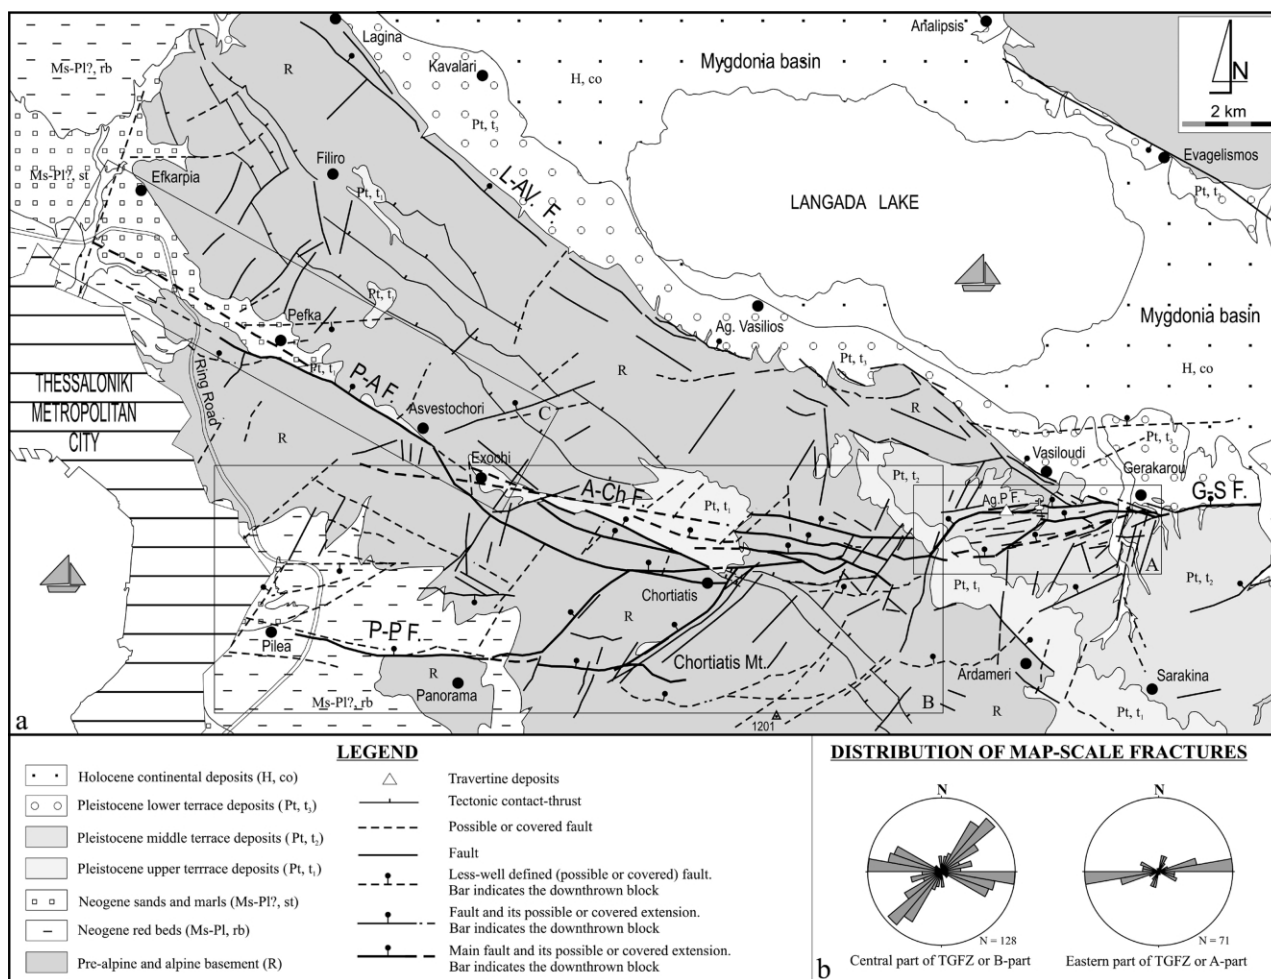 Lagina
Analipsis
Ms-Pl?, rb
R
Kavalari
Mygdonia basin
H, co
N
2 km
Pt, t3
Ms-Pl?, st
Efkarpia
Filiro
Pt, t1
L-AV. F.
LANGADA LAKE
Evagelismos
Pt, t3
Pt, t1
Pefka
Ag. Vasilios
Mygdonia basin
Pt, t1
P-A F.
R
Pt, t3
H, co
THESSALONIKI
METROPOLITAN
CITY
Ring Road
Asvestochori
C
R
R
Exochi
Vasiloudi
Pt, t3
Gerakarou
A-Ch F.
Pt, t1
Pt, t2
Ag.P F.
G-S F.
A
Chortiatis
Pt, t1
Pt, t2
Pilea
P-P F.
R
Chortiatis Mt.
Ardameri
Sarakina
R
Panorama
Ms-Pl?, rb
1201
B
R
Pt, t1
a
LEGEND
Holocene continental deposits (H, co)
Pleistocene lower terrace deposits (Pt, t3)
Pleistocene middle terrace deposits (Pt, t2)
Pleistocene upper terrrace deposits (Pt, t1)
Neogene sands and marls (Ms-Pl?, st)
Neogene red beds (Ms-Pl, rb)
Pre-alpine and alpine basement (R)
Travertine deposits
Tectonic contact-thrust
Possible or covered fault
Fault
Less-well defined (possible or covered) fault.
Bar indicates the downthrown block
Fault and its possible or covered extension.
Bar indicates the downthrown block
Main fault and its possible or covered extension.
Bar indicates the downthrown block
DISTRIBUTION OF MAP-SCALE FRACTURES
N
N
N = 128
N = 71
b
Central part of TGFZ or B-part
Eastern part of TGFZ or A-part